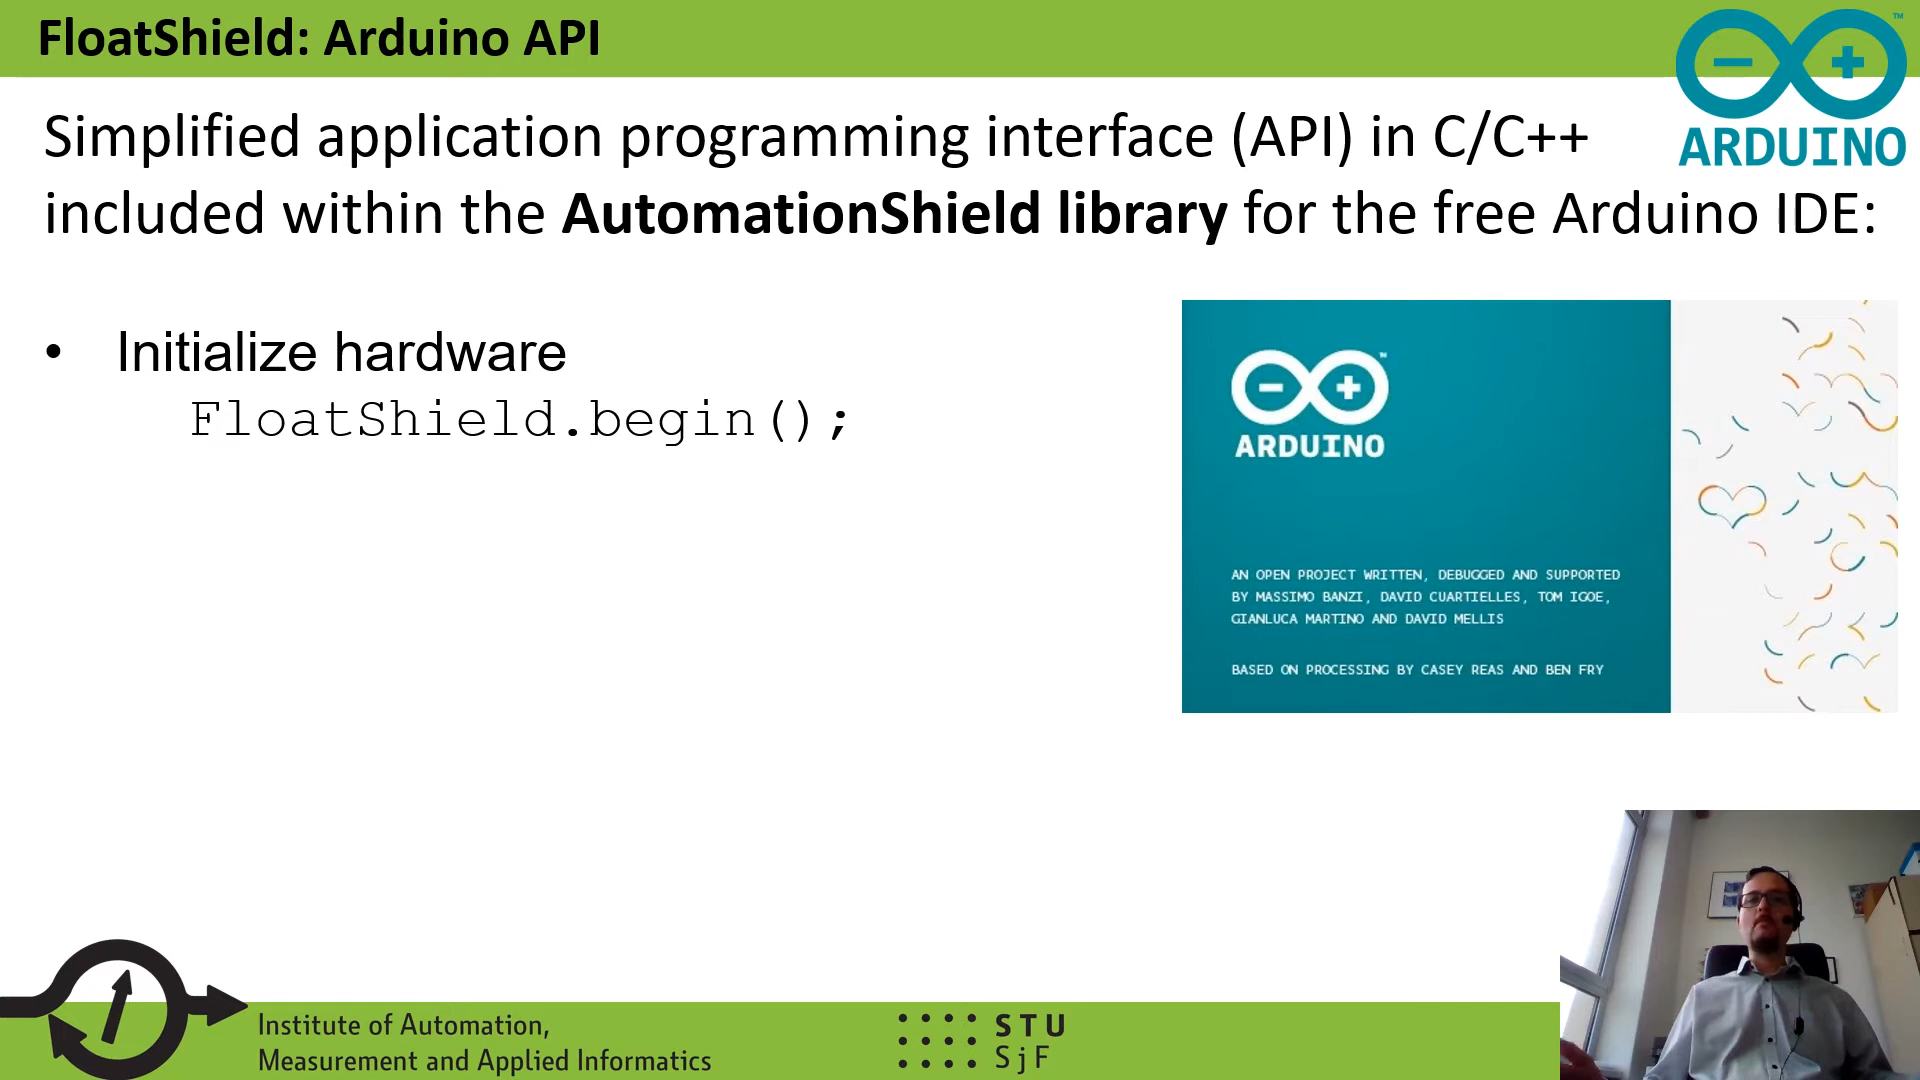 FloatShield: Arduino API
ARDUINO
TM
Simplified application programming interface (API) in C/C++
included within the AutomationShield library for the free Arduino IDE:
• Initialize hardware
FloatShield.begin();
ARDUINO
TM
AN OPEN PROJECT WRITTEN, DEBUGGED AND SUPPORTED
BY MASSIMO BANZI, DAVID CUARTIELLES, TOM IGOE,
GIANLUCA MARTINO AND DAVID MELLIS
BASED ON PROCESSING BY CASEY REAS AND BEN FRY
Institute of Automation,
Measurement and Applied Informatics
STU
SjF